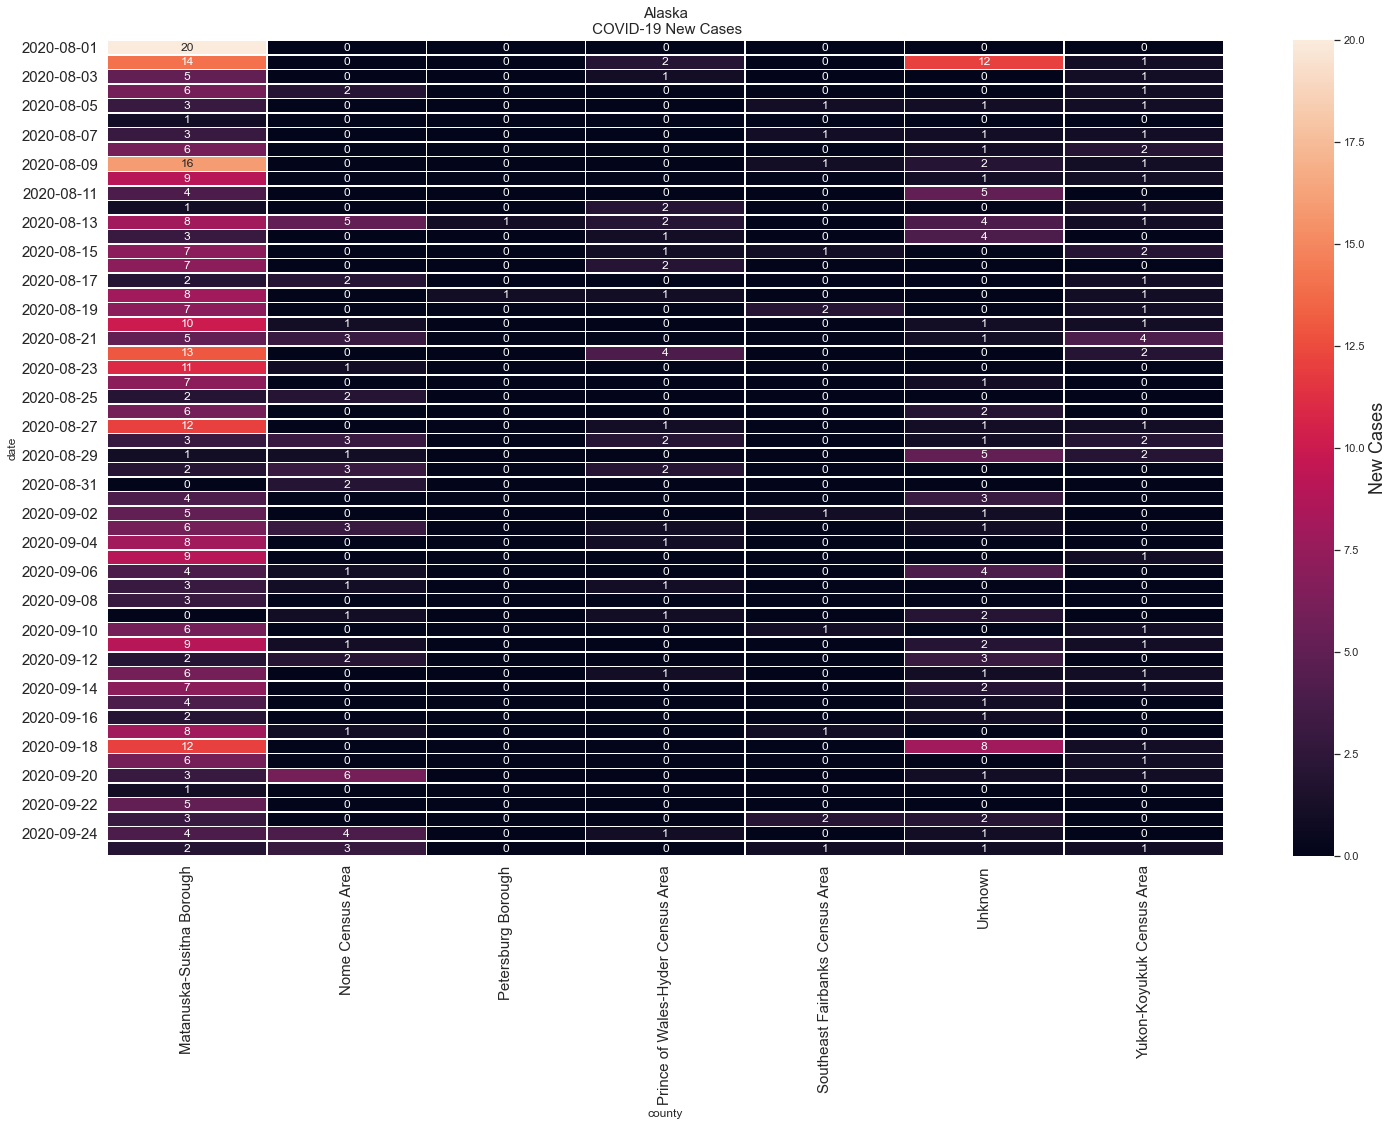 Alaska
COVID-19 New Cases
2020-08-01 20 0 0 0 0 0 0 20.0
14 0 0 2 0 12 1
2020-08-03 5 0 0 1 0 0 1
6 2 0 0 0 0 1
2020-08-05 3 0 0 0 1 1 1
1 0 0 0 0 0 0
2020-08-07 3 0 0 0 1 1 1 17.5
6 0 0 0 0 1 2
2020-08-09 16 0 0 0 1 2 1
9 0 0 0 0 1 1
2020-08-11 4 0 0 0 0 5 0
1 0 0 2 0 0 1
2020-08-13 8 5 1 2 0 4 1
3 0 0 1 0 4 0
2020-08-15 7 0 0 1 1 0 2 15.0
7 0 0 2 0 0 0
2020-08-17 2 2 0 0 0 0 1
8 0 1 1 0 0 1
2020-08-19 7 0 0 0 2 0 1
10 1 0 0 0 1 1
2020-08-21 5 3 0 0 0 1 4 12.5
13 0 0 4 0 0 2
2020-08-23 11 1 0 0 0 0 0
7 0 0 0 0 1 0
2020-08-25 2 2 0 0 0 0 0
6 0 0 0 0 2 0
2020-08-27 12 0 0 1 0 1 1
3 3 0 2 0 1 2 10.0
2020-08-29 1 1 0 0 0 5 2
2 3 0 2 0 0 0
2020-08-31 0 2 0 0 0 0 0
4 0 0 0 0 3 0
2020-09-02 5 0 0 0 1 1 0
6 3 0 1 0 1 0
2020-09-04 8 0 0 1 0 0 0
9 0 0 0 0 0 1 7.5
2020-09-06 4 1 0 0 0 4 0
3 1 0 1 0 0 0
2020-09-08 3 0 0 0 0 0 0
0 1 0 1 0 2 0
2020-09-10 6 0 0 0 1 0 1
9 1 0 0 0 2 1 5.0
2020-09-12 2 2 0 0 0 3 0
6 0 0 1 0 1 1
2020-09-14 7 0 0 0 0 2 1
4 0 0 0 0 1 0
2020-09-16 2 0 0 0 0 1 0
8 1 0 0 1 0 0
2020-09-18 12 0 0 0 0 8 1
6 0 0 0 0 0 1 2.5
2020-09-20 3 6 0 0 0 1 1
1 0 0 0 0 0 0
2020-09-22 5 0 0 0 0 0 0
3 0 0 0 2 2 0
2020-09-24 4 4 0 1 0 1 0
2 3 0 0 1 1 1 0.0
date
New Cases
Matanuska-Susitna Borough
Nome Census Area
Petersburg Borough
Prince of Wales-Hyder Census Area
Southeast Fairbanks Census Area
Unknown
Yukon-Koyukuk Census Area
county